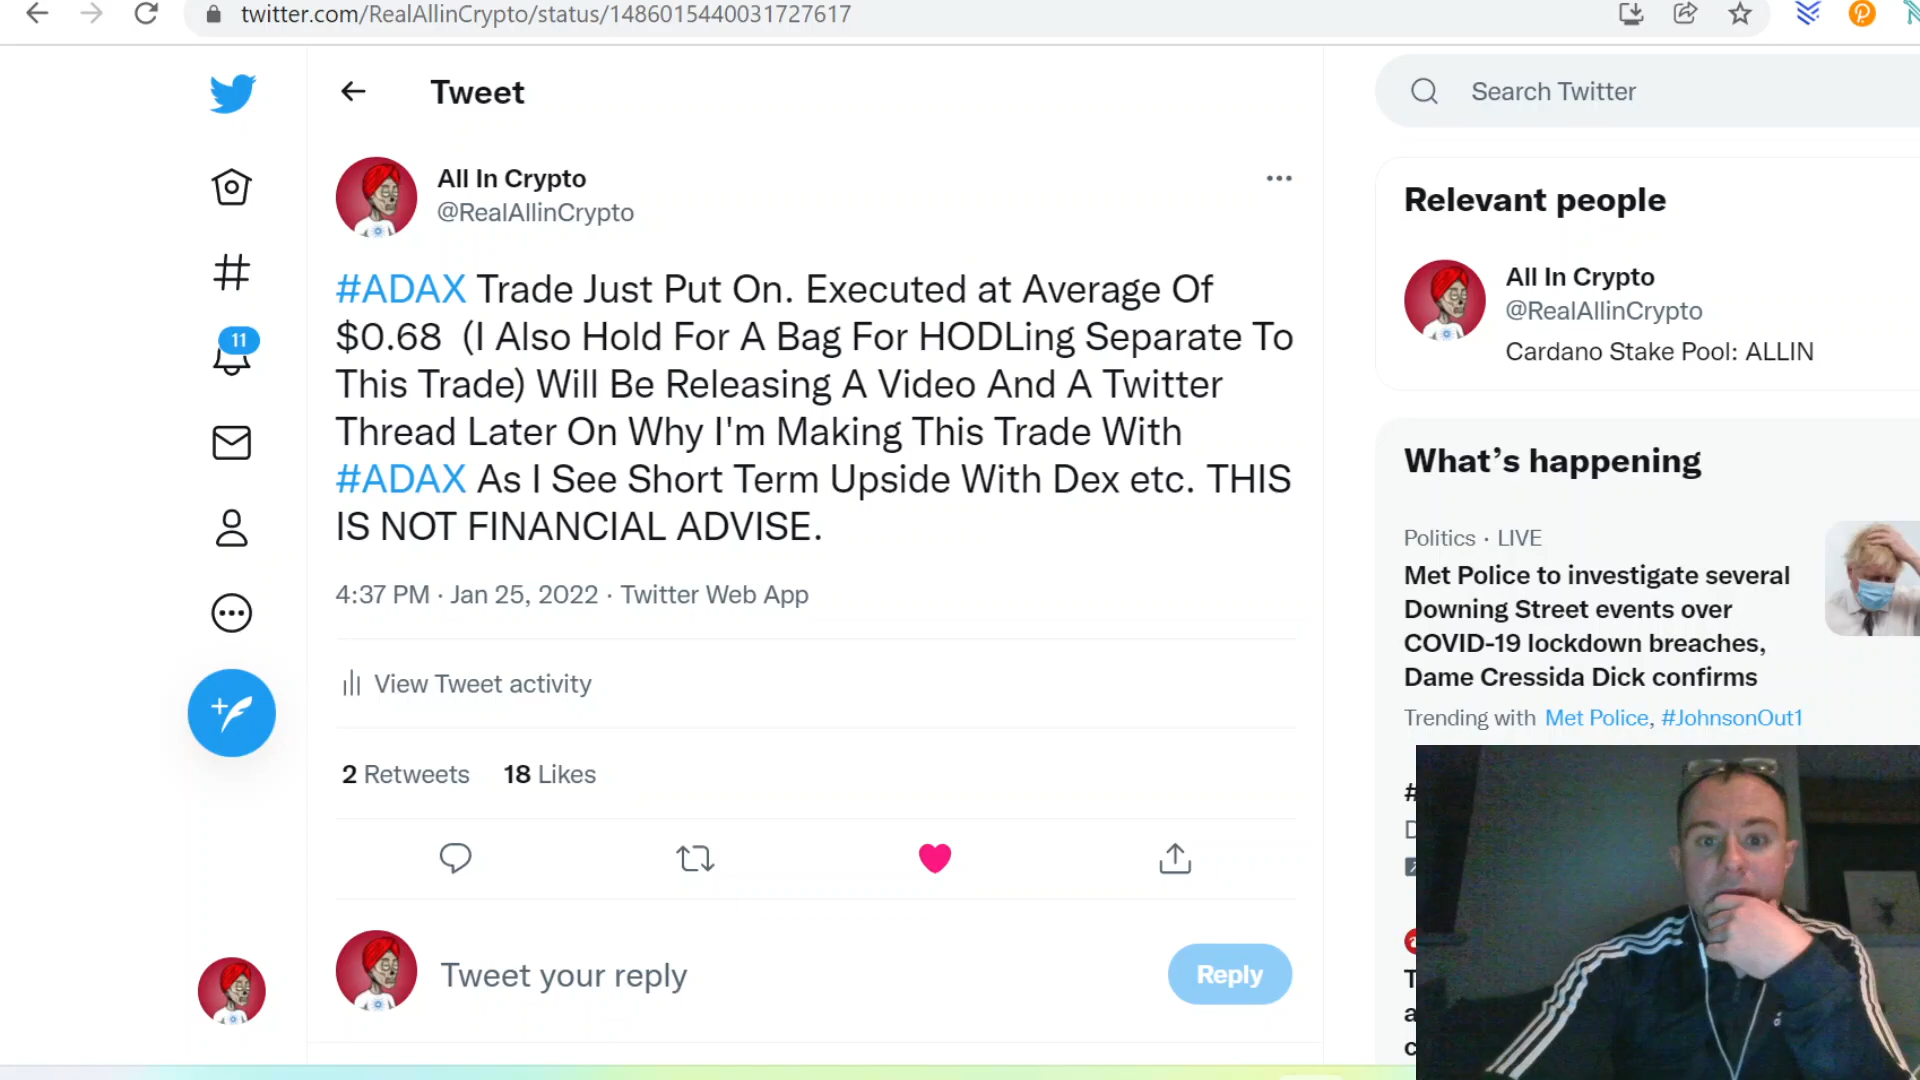 twitter.com/RealAllinCrypto/status/1486015440031727617
Tweet
Search Twitter
All In Crypto
@RealAllinCrypto
#ADAX Trade Just Put On. Executed at Average Of
$0.68 (I Also Hold For A Bag For HODLing Separate To
This Trade) Will Be Releasing A Video And A Twitter
Thread Later On Why I'm Making This Trade With
#ADAX As I See Short Term Upside With Dex etc. THIS
IS NOT FINANCIAL ADVISE.
4:37 PM · Jan 25, 2022 · Twitter Web App
View Tweet activity
2 Retweets 18 Likes
Tweet your reply
Reply
11
Relevant people
All In Crypto
@RealAllinCrypto
Cardano Stake Pool: ALLIN
What's happening
Politics · LIVE
Met Police to investigate several
Downing Street events over
COVID-19 lockdown breaches,
Dame Cressida Dick confirms
Trending with Met Police, #JohnsonOut1